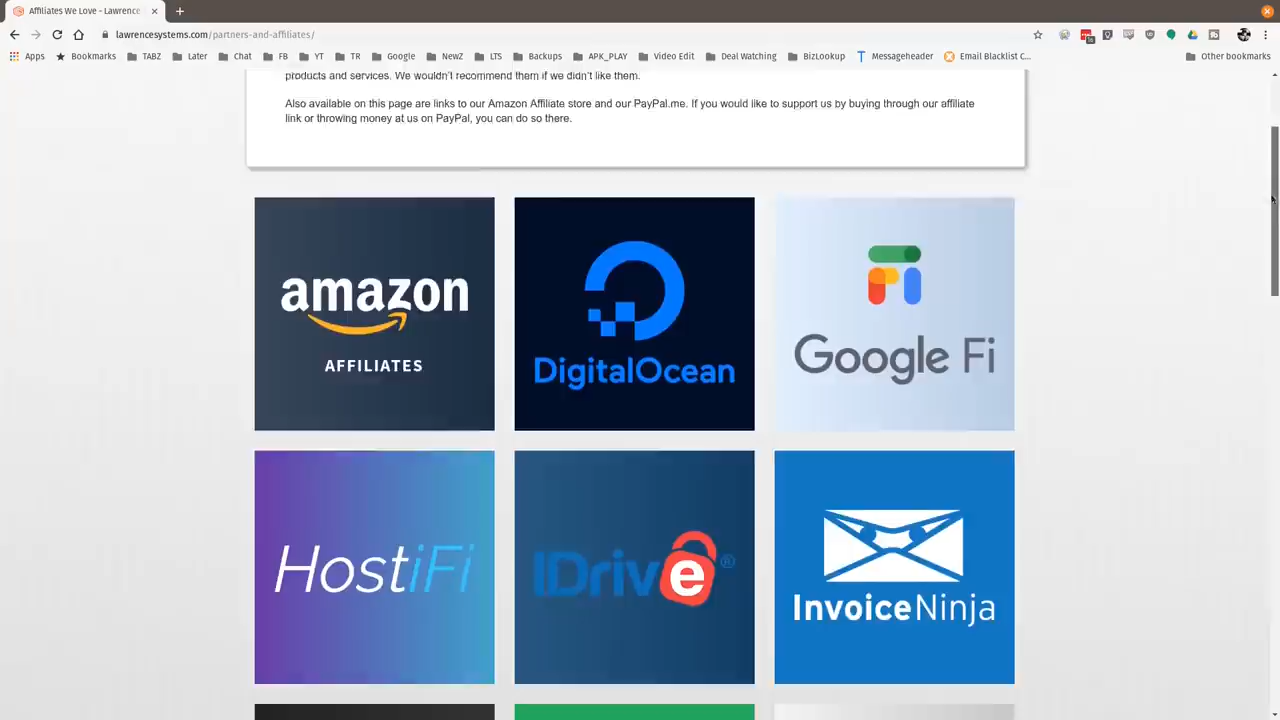 Affiliates We Love - Lawrence
lawrencesystems.com/partners-and-affiliates/
Apps Bookmarks TABZ Later Chat FB YT TR Google NewZ LTS Backups APK_PLAY Video Edit Deal Watching BizLookup Messageheader Email Blacklist C... Other bookmarks
products and services. We wouldn't recommend them if we didn't like them.
Also available on this page are links to our Amazon Affiliate store and our PayPal.me. If you would like to support us by buying through our affiliate
link or throwing money at us on PayPal, you can do so there.
amazon
AFFILIATES
DigitalOcean
Google Fi
HostiFi
IDrive®
InvoiceNinja